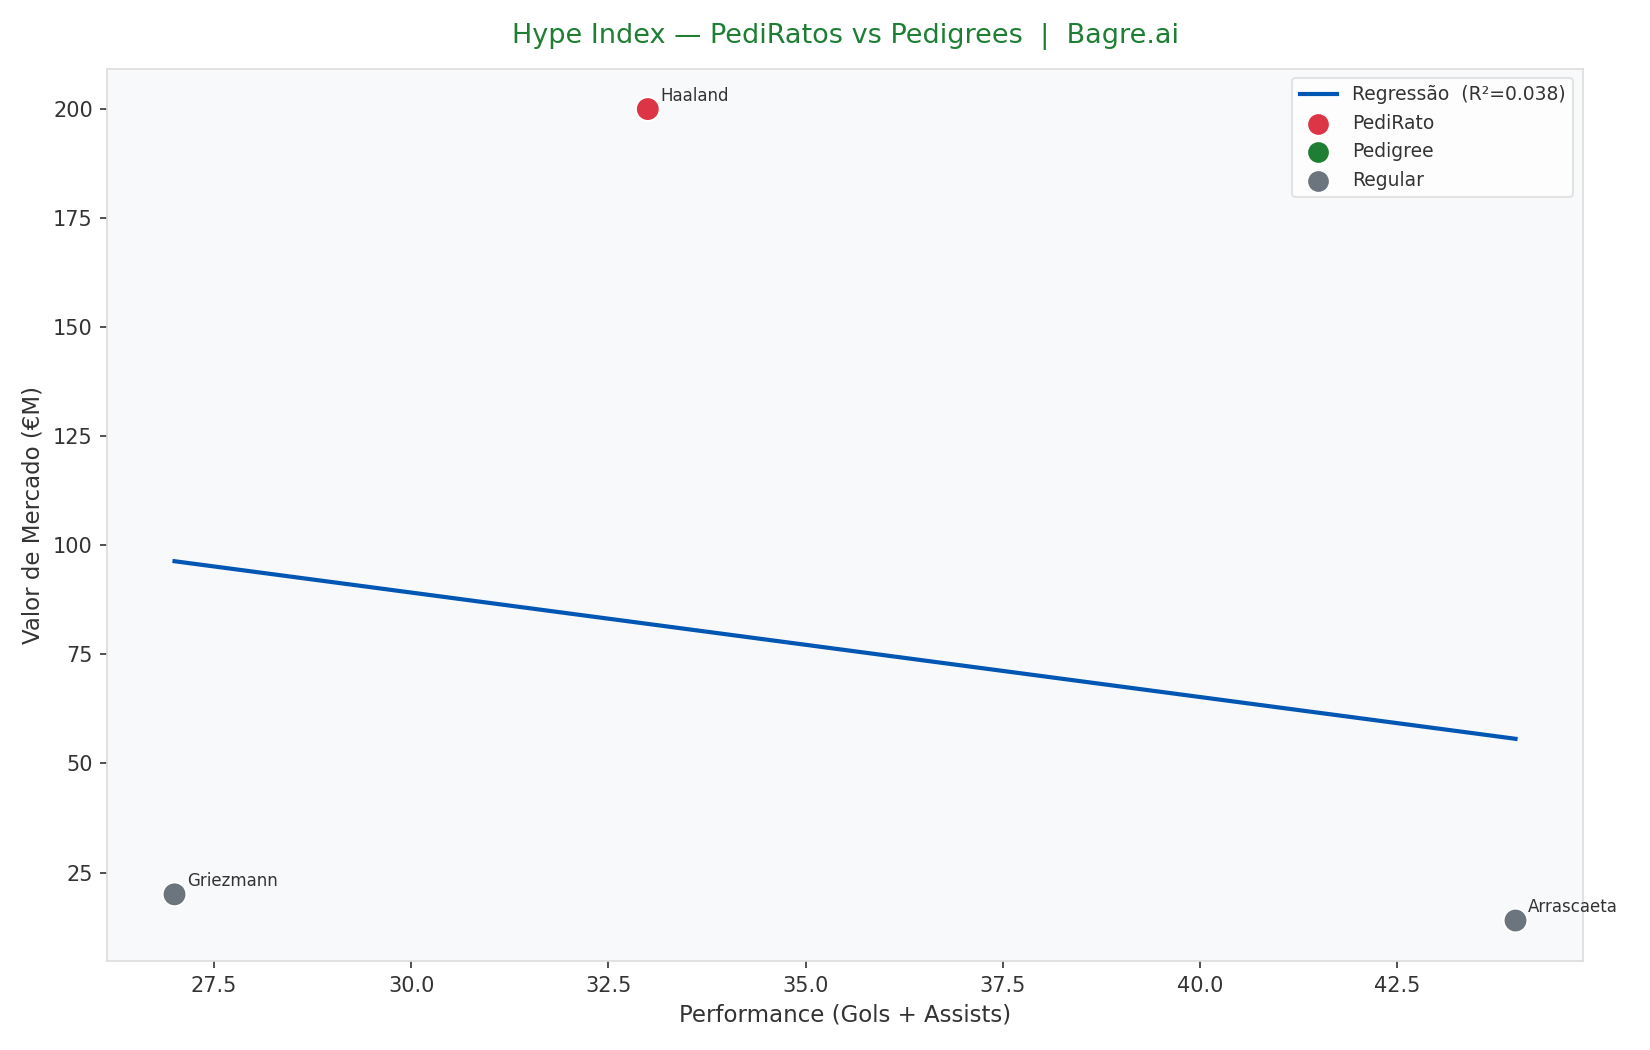 Hype Index — PediRatos vs Pedigrees | Bagre.ai
Valor de Mercado (€M)
200
175
150
125
100
75
50
25
Haaland
Griezmann
Arrascaeta
Regressão (R²=0.038)
PediRato
Pedigree
Regular
27.5 30.0 32.5 35.0 37.5 40.0 42.5
Performance (Gols + Assists)